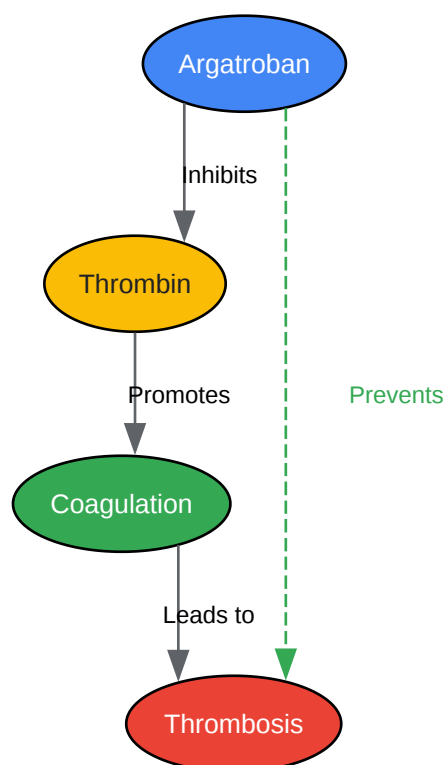 Argatroban
Inhibits
Thrombin
Promotes
Prevents
Coagulation
Leads to
Thrombosis